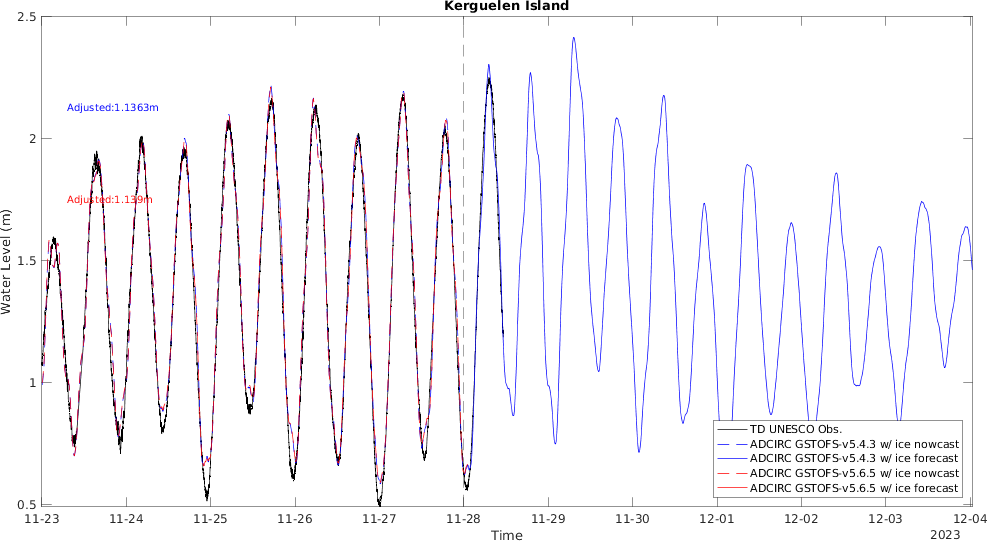 Kerguelen Island
2.5
2
1.5
1
0.5
Water Level (m)
Adjusted:1.1363m
Adjusted:1.139m
TD UNESCO Obs.
ADCIRC GSTOFS-v5.4.3 w/ ice nowcast
ADCIRC GSTOFS-v5.4.3 w/ ice forecast
ADCIRC GSTOFS-v5.6.5 w/ ice nowcast
ADCIRC GSTOFS-v5.6.5 w/ ice forecast
11-23 11-24 11-25 11-26 11-27 11-28 11-29 11-30 12-01 12-02 12-03 12-04
Time
2023